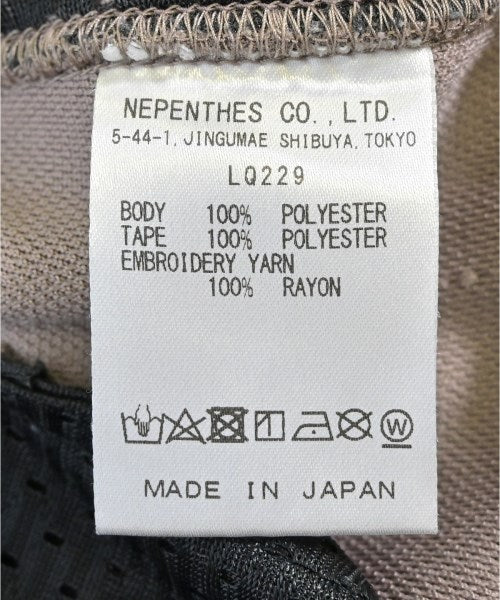 NEPENTHES CO., LTD.
5-44-1, JINGUMAE SHIBUYA, TOKYO
LQ229
BODY 100% POLYESTER
TAPE 100% POLYESTER
EMBROIDERY YARN
100% RAYON
W
MADE IN JAPAN